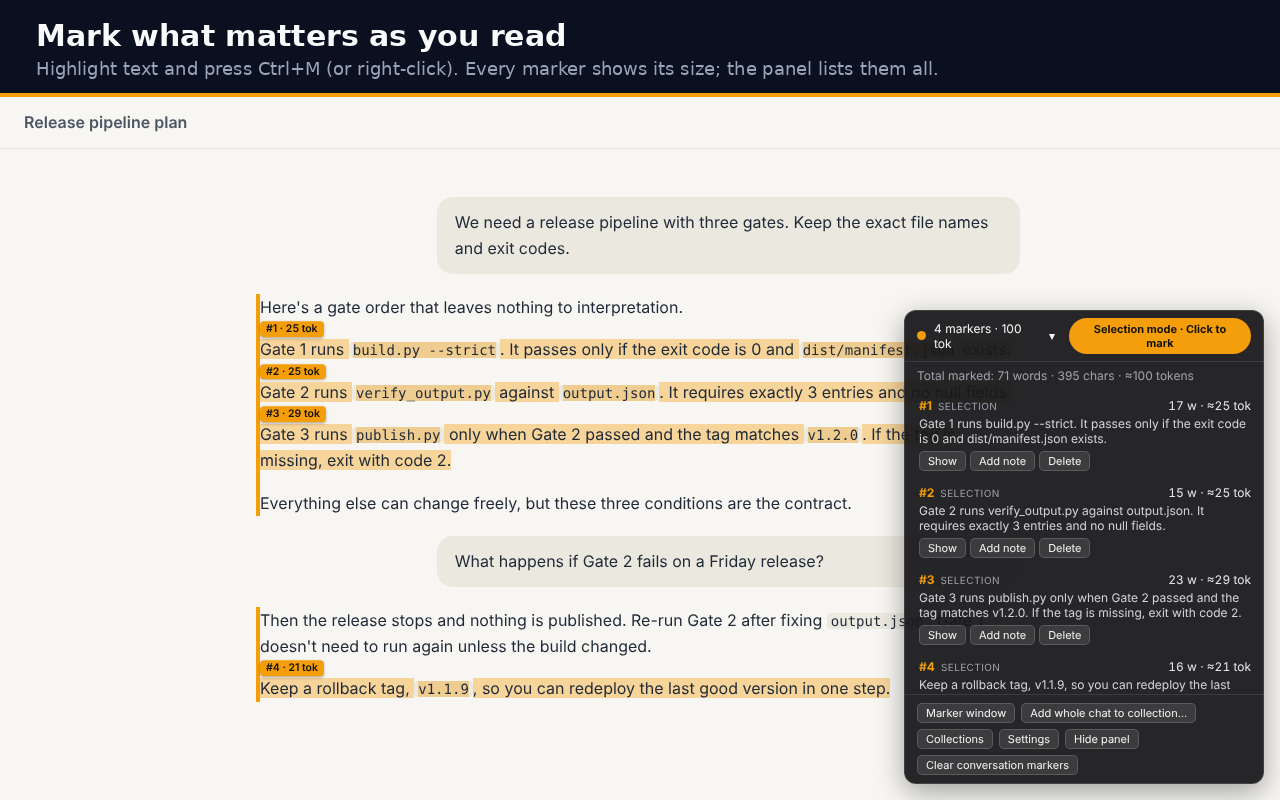 Mark what matters as you read
Highlight text and press Ctrl+M (or right-click). Every marker shows its size; the panel lists them all.
Release pipeline plan
We need a release pipeline with three gates. Keep the exact file names
and exit codes.
Here's a gate order that leaves nothing to interpretation.
#1 · 25 tok
Gate 1 runs build.py --strict. It passes only if the exit code is 0 and dist/manifest.json exists.
#2 · 25 tok
Gate 2 runs verify_output.py against output.json. It requires exactly 3 entries and no null fields.
#3 · 29 tok
Gate 3 runs publish.py only when Gate 2 passed and the tag matches v1.2.0. If the
missing, exit with code 2.
Everything else can change freely, but these three conditions are the contract.
What happens if Gate 2 fails on a Friday release?
Then the release stops and nothing is published. Re-run Gate 2 after fixing output.json
doesn't need to run again unless the build changed.
#4 · 21 tok
Keep a rollback tag, v1.1.9, so you can redeploy the last good version in one step.
4 markers · 100
tok
▼
Selection mode · Click to
mark
Total marked: 71 words · 395 chars · ≈100 tokens
#1 SELECTION 17 w · ≈25 tok
Gate 1 runs build.py --strict. It passes only if the exit code
is 0 and dist/manifest.json exists.
Show Add note Delete
#2 SELECTION 15 w · ≈25 tok
Gate 2 runs verify_output.py against output.json. It
requires exactly 3 entries and no null fields.
Show Add note Delete
#3 SELECTION 23 w · ≈29 tok
Gate 3 runs publish.py only when Gate 2 passed and the
tag matches v1.2.0. If the tag is missing, exit with code 2.
Show Add note Delete
#4 SELECTION 16 w · ≈21 tok
Keep a rollback tag, v1.1.9, so you can redeploy the last
Marker window Add whole chat to collection...
Collections Settings Hide panel
Clear conversation markers